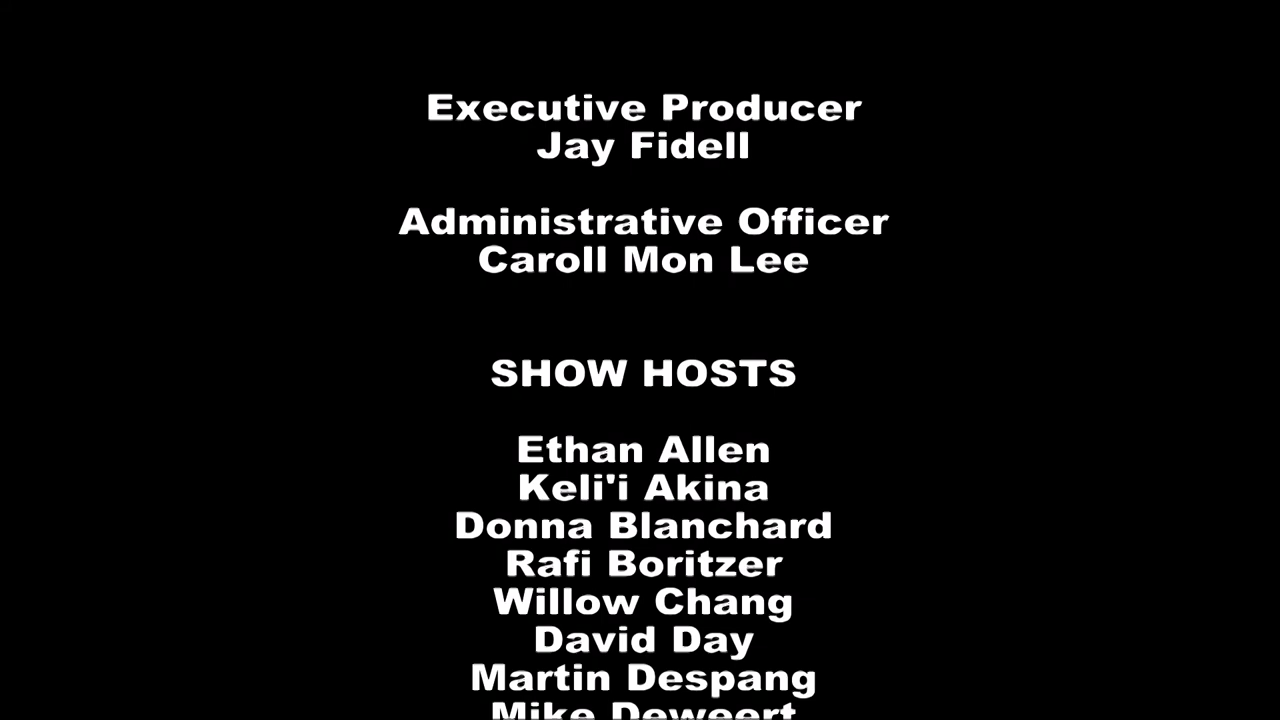 Executive Producer
Jay Fidell
Administrative Officer
Caroll Mon Lee
SHOW HOSTS
Ethan Allen
Keli'i Akina
Donna Blanchard
Rafi Boritzer
Willow Chang
David Day
Martin Despang
Mike Deweert